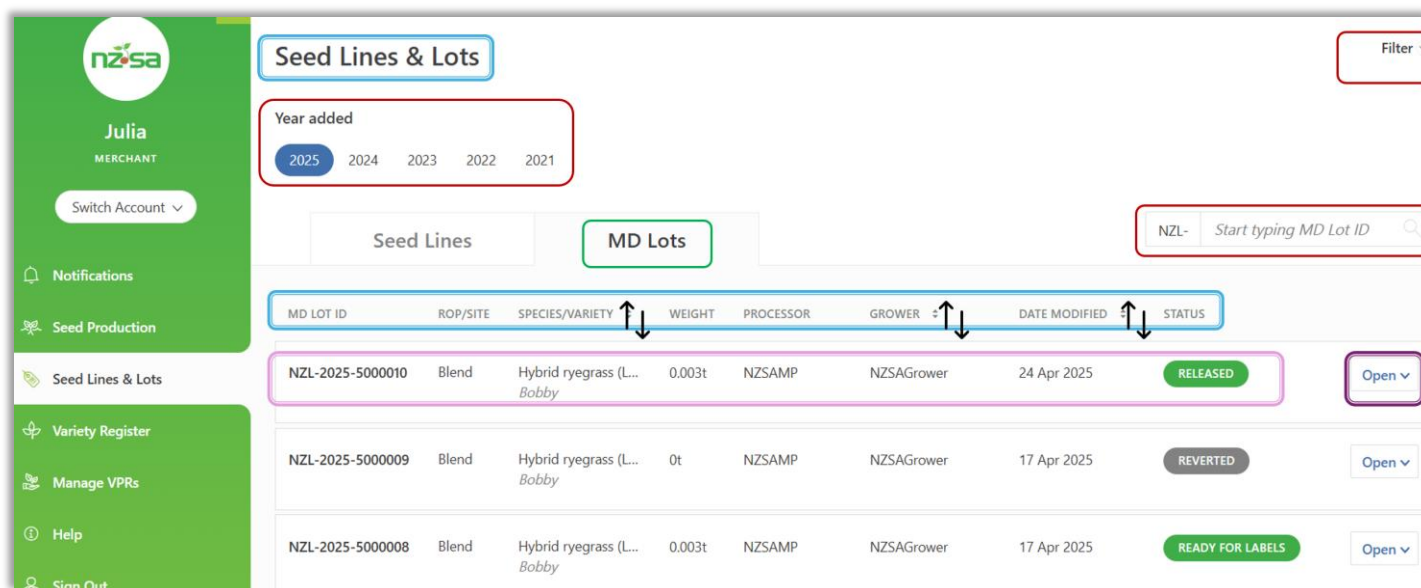 nzsa
Julia
MERCHANT
Switch Account
Notifications
Seed Production
Seed Lines & Lots
Variety Register
Manage VPRs
Help
Sign Out
Seed Lines & Lots
Filter
Year added
2025 2024 2023 2022 2021
Seed Lines MD Lots
NZL- Start typing MD Lot ID
MD LOT ID ROP/SITE SPECIES/VARIETY WEIGHT PROCESSOR GROWER DATE MODIFIED STATUS
NZL-2025-5000010 Blend Hybrid ryegrass (L... 0.003t NZSAMP NZSAGrower 24 Apr 2025 RELEASED Open
Bobby
NZL-2025-5000009 Blend Hybrid ryegrass (L... 0t NZSAMP NZSAGrower 17 Apr 2025 REVERTED Open
Bobby
NZL-2025-5000008 Blend Hybrid ryegrass (L... 0.003t NZSAMP NZSAGrower 17 Apr 2025 READY FOR LABELS Open
Bobby